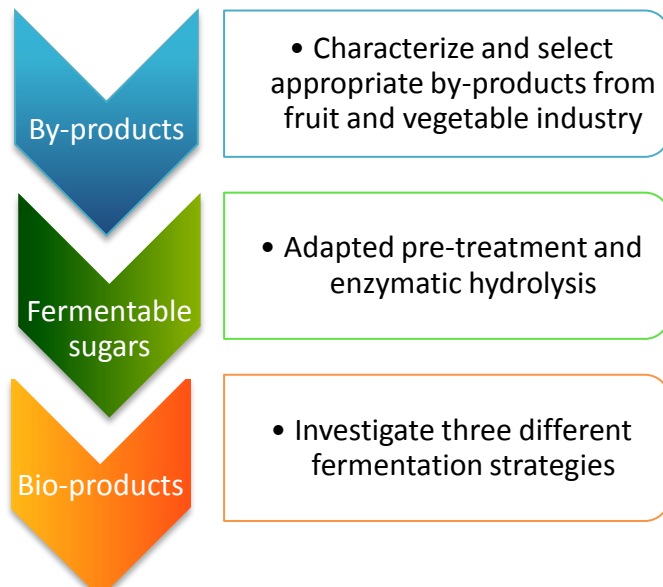 By-products
• Characterize and select
appropriate by-products from
fruit and vegetable industry
Fermentable
sugars
• Adapted pre-treatment and
enzymatic hydrolysis
Bio-products
• Investigate three different
fermentation strategies